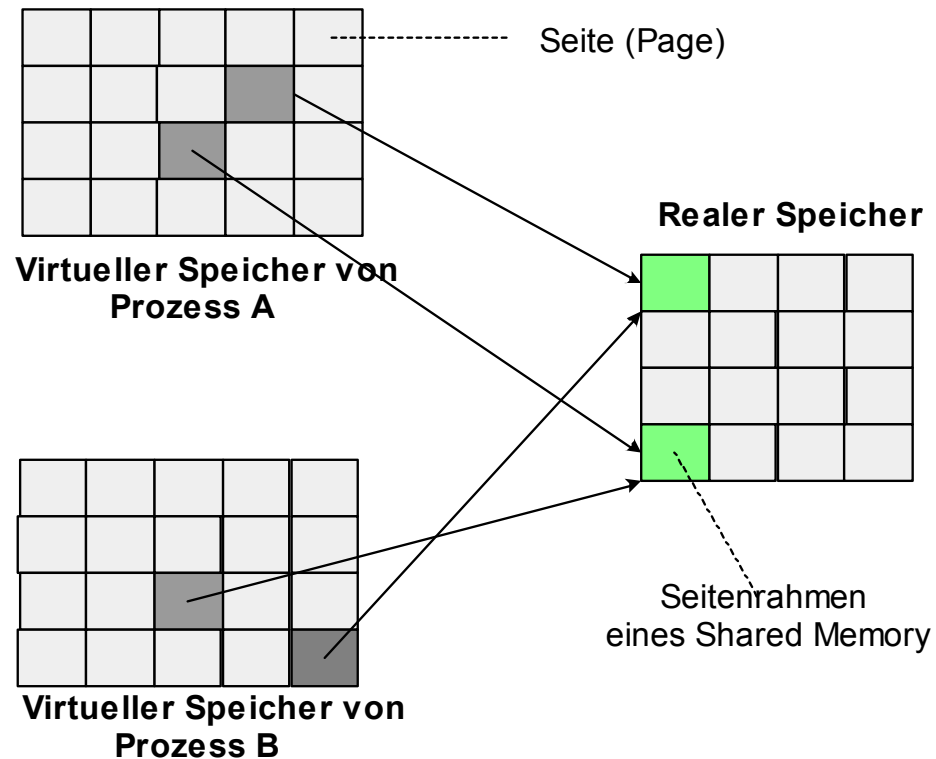 Seite (Page)
Realer Speicher
Virtueller Speicher von
Prozess A
Seitenrahmen
eines Shared Memory
Virtueller Speicher von
Prozess B